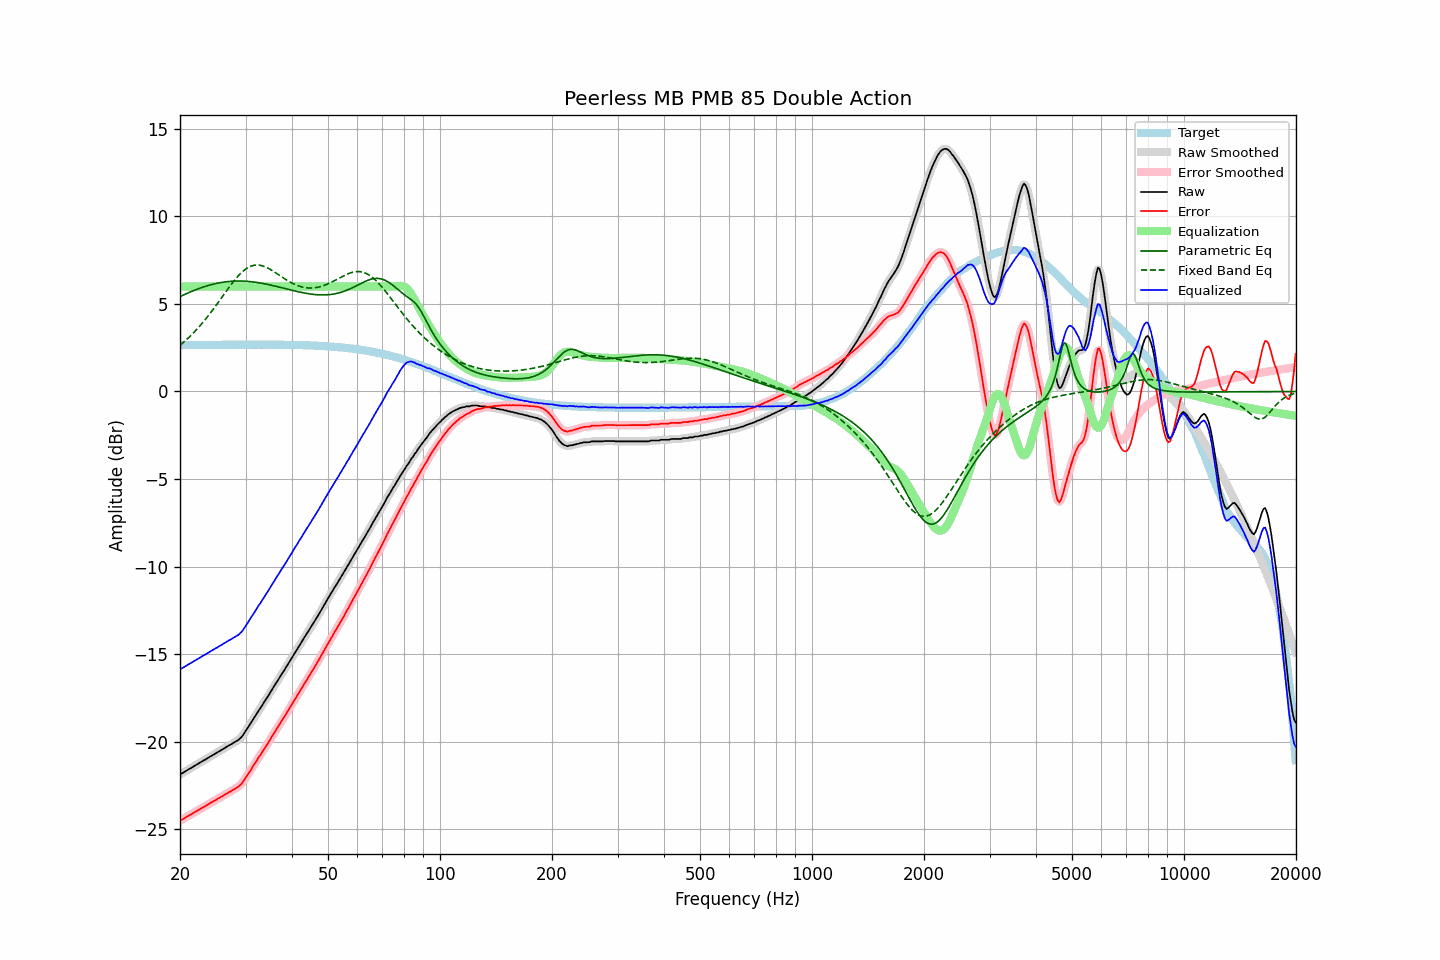 Peerless MB PMB 85 Double Action
Amplitude (dBr)
15
10
5
0
−5
−10
−15
−20
−25
Target
Raw Smoothed
Error Smoothed
Raw
Error
Equalization
Parametric Eq
Fixed Band Eq
Equalized
20
50
100
200
500
1000
2000
5000
10000
20000
Frequency (Hz)